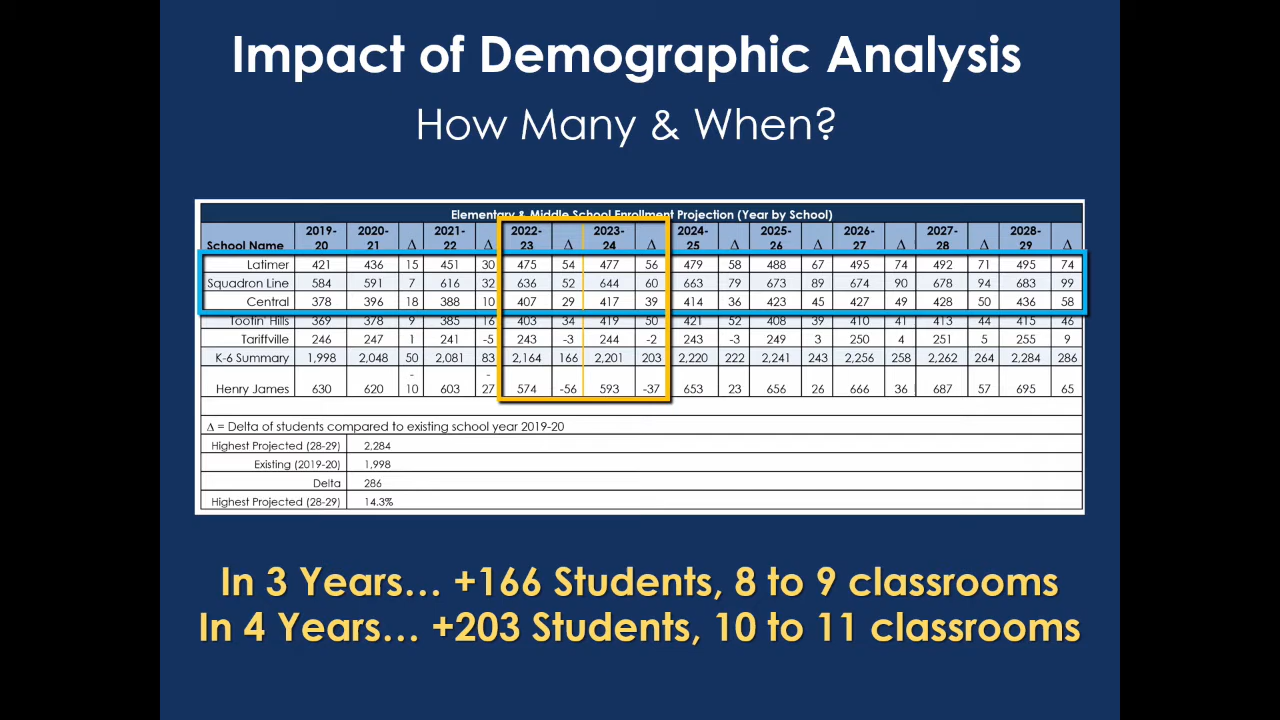 Impact of Demographic Analysis
How Many & When?
Elementary & Middle School Enrollment Projection (Year by School)
School Name 2019-20 2020-21 Δ 2021-22 Δ 2022-23 Δ 2023-24 Δ 2024-25 Δ 2025-26 Δ 2026-27 Δ 2027-28 Δ 2028-29 Δ
Latimer 421 436 15 451 30 475 54 477 56 479 58 488 67 495 74 492 71 495 74
Squadron Line 584 591 7 616 32 636 52 644 60 663 79 673 89 674 90 678 94 683 99
Central 378 396 18 388 10 407 29 417 39 414 36 423 45 427 49 428 50 436 58
Tootin' Hills 369 378 9 385 16 403 34 419 50 421 52 408 39 410 41 413 44 415 46
Tariffville 246 247 1 241 -5 243 -3 244 -2 243 -3 249 3 250 4 251 5 255 9
K-6 Summary 1,998 2,048 50 2,081 83 2,164 166 2,201 203 2,220 222 2,241 243 2,256 258 2,262 264 2,284 286
Henry James 630 620 -10 603 -27 574 -56 593 -37 653 23 656 26 666 36 687 57 695 65
Δ = Delta of students compared to existing school year 2019-20
Highest Projected (28-29) 2,284
Existing (2019-20) 1,998
Delta 286
Highest Projected (28-29) 14.3%
In 3 Years… +166 Students, 8 to 9 classrooms
In 4 Years… +203 Students, 10 to 11 classrooms